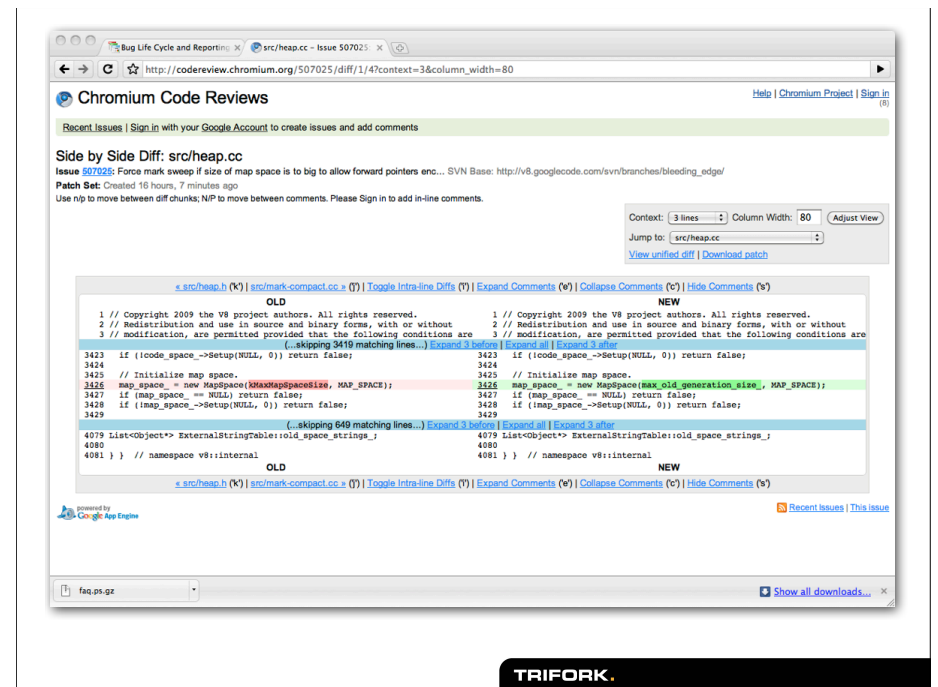 Bug Life Cycle and Reporting
src/heap.cc – Issue 507025
http://codereview.chromium.org/507025/diff/1/4?context=3&column_width=80
Chromium Code Reviews
Help | Chromium Project | Sign in
(8)
Recent Issues | Sign in with your Google Account to create issues and add comments
Side by Side Diff: src/heap.cc
Issue 507025: Force mark sweep if size of map space is to big to allow forward pointers enc... SVN Base: http://v8.googlecode.com/svn/branches/bleeding_edge/
Patch Set: Created 16 hours, 7 minutes ago
Use n/p to move between diff chunks; N/P to move between comments. Please Sign in to add in-line comments.
Context: 3 lines Column Width: 80 Adjust View
Jump to: src/heap.cc
View unified diff | Download patch
« src/heap.h ('k') | src/mark-compact.cc » ('j') | Toggle Intra-line Diffs ('i') | Expand Comments ('e') | Collapse Comments ('c') | Hide Comments ('s')
OLD NEW
1 // Copyright 2009 the V8 project authors. All rights reserved. 1 // Copyright 2009 the V8 project authors. All rights reserved.
2 // Redistribution and use in source and binary forms, with or without 2 // Redistribution and use in source and binary forms, with or without
3 // modification, are permitted provided that the following conditions are 3 // modification, are permitted provided that the following conditions are
(...skipping 3419 matching lines...) Expand 3 before | Expand all | Expand 3 after
3423 if (!code_space_->Setup(NULL, 0)) return false; 3423 if (!code_space_->Setup(NULL, 0)) return false;
3424 3424
3425 // Initialize map space. 3425 // Initialize map space.
3426 map_space_ = new MapSpace(kMaxMapSpaceSize, MAP_SPACE); 3426 map_space_ = new MapSpace(max_old_generation_size_, MAP_SPACE);
3427 if (map_space_ == NULL) return false; 3427 if (map_space_ == NULL) return false;
3428 if (!map_space_->Setup(NULL, 0)) return false; 3428 if (!map_space_->Setup(NULL, 0)) return false;
3429 3429
(...skipping 649 matching lines...) Expand 3 before | Expand all | Expand 3 after
4079 List<Object*> ExternalStringTable::old_space_strings_; 4079 List<Object*> ExternalStringTable::old_space_strings_;
4080 4080
4081 } } // namespace v8::internal 4081 } } // namespace v8::internal
OLD NEW
« src/heap.h ('k') | src/mark-compact.cc » ('j') | Toggle Intra-line Diffs ('i') | Expand Comments ('e') | Collapse Comments ('c') | Hide Comments ('s')
powered by
Google App Engine
Recent Issues | This issue
faq.ps.gz
Show all downloads...
TRIFORK.